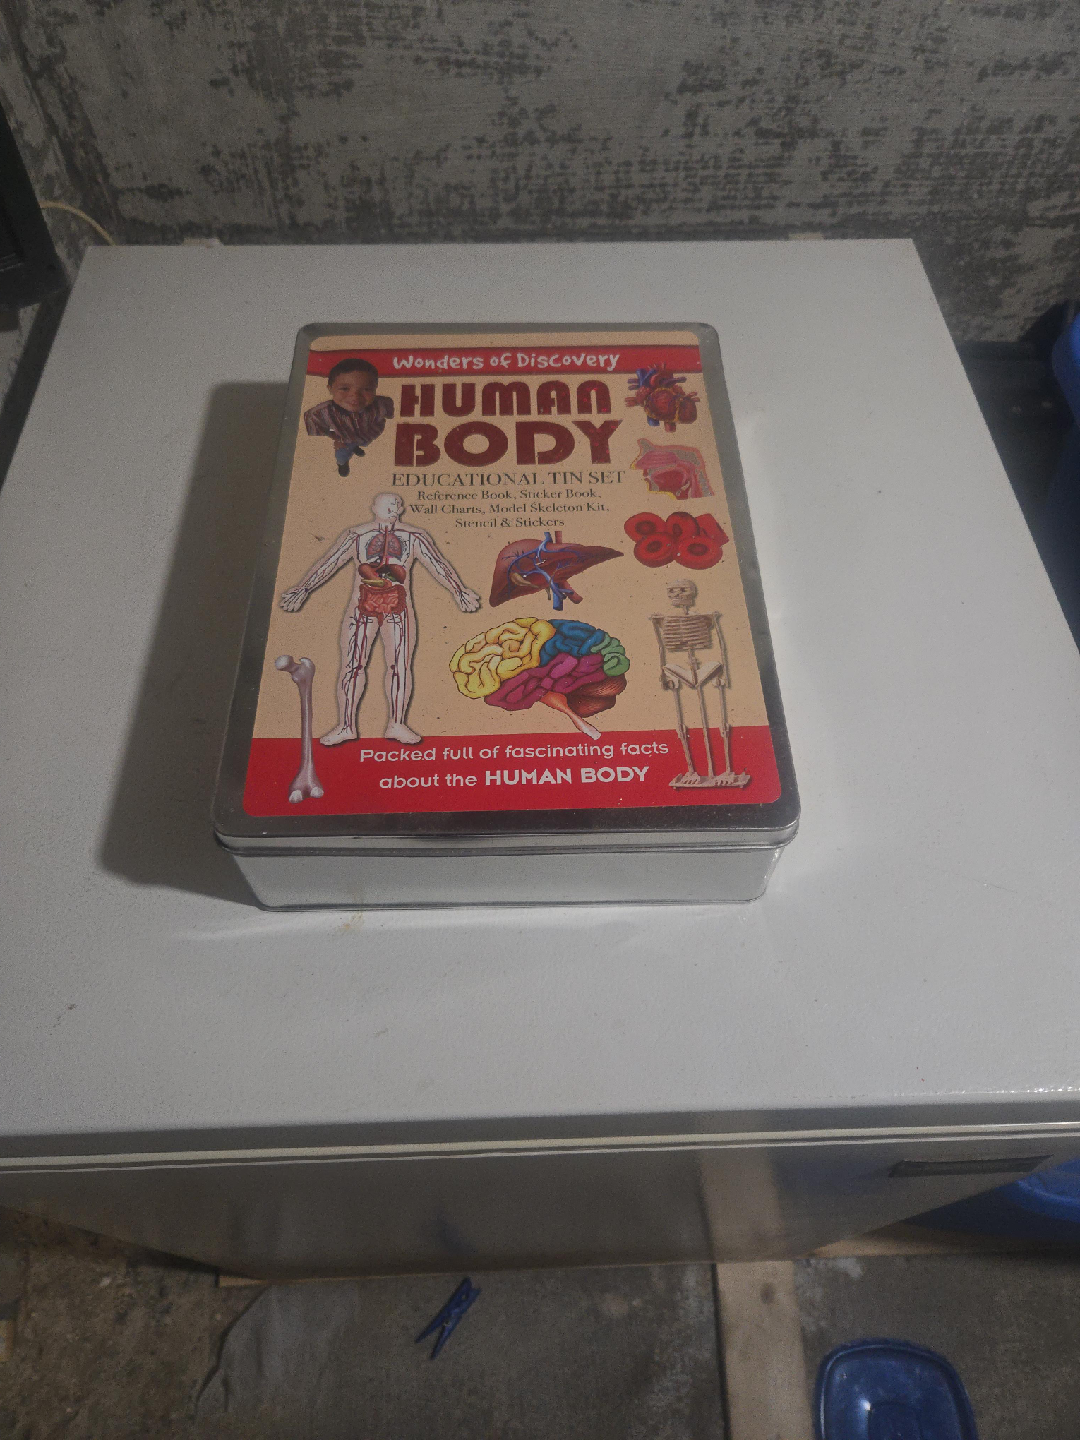 Wonders of Discovery
HUMAN
BODY
EDUCATIONAL TIN SET
Reference Book, Sticker Book,
Wall Charts, Model Skeleton Kit,
Stencil & Stickers
Packed full of fascinating facts
about the HUMAN BODY